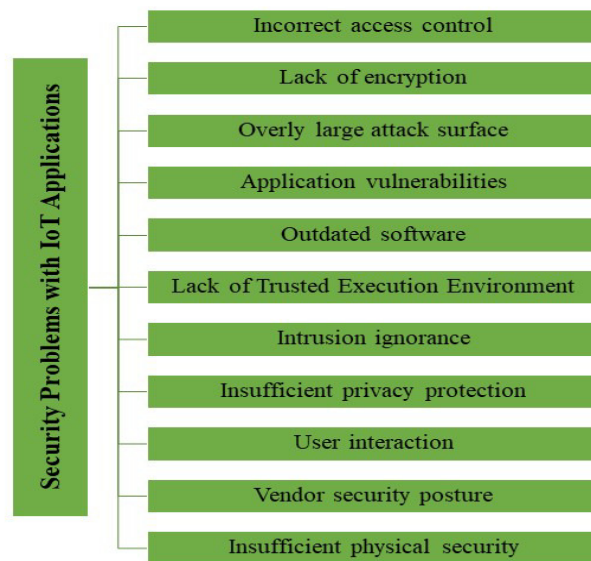 Security Problems with IoT Applications
Incorrect access control
Lack of encryption
Overly large attack surface
Application vulnerabilities
Outdated software
Lack of Trusted Execution Environment
Intrusion ignorance
Insufficient privacy protection
User interaction
Vendor security posture
Insufficient physical security